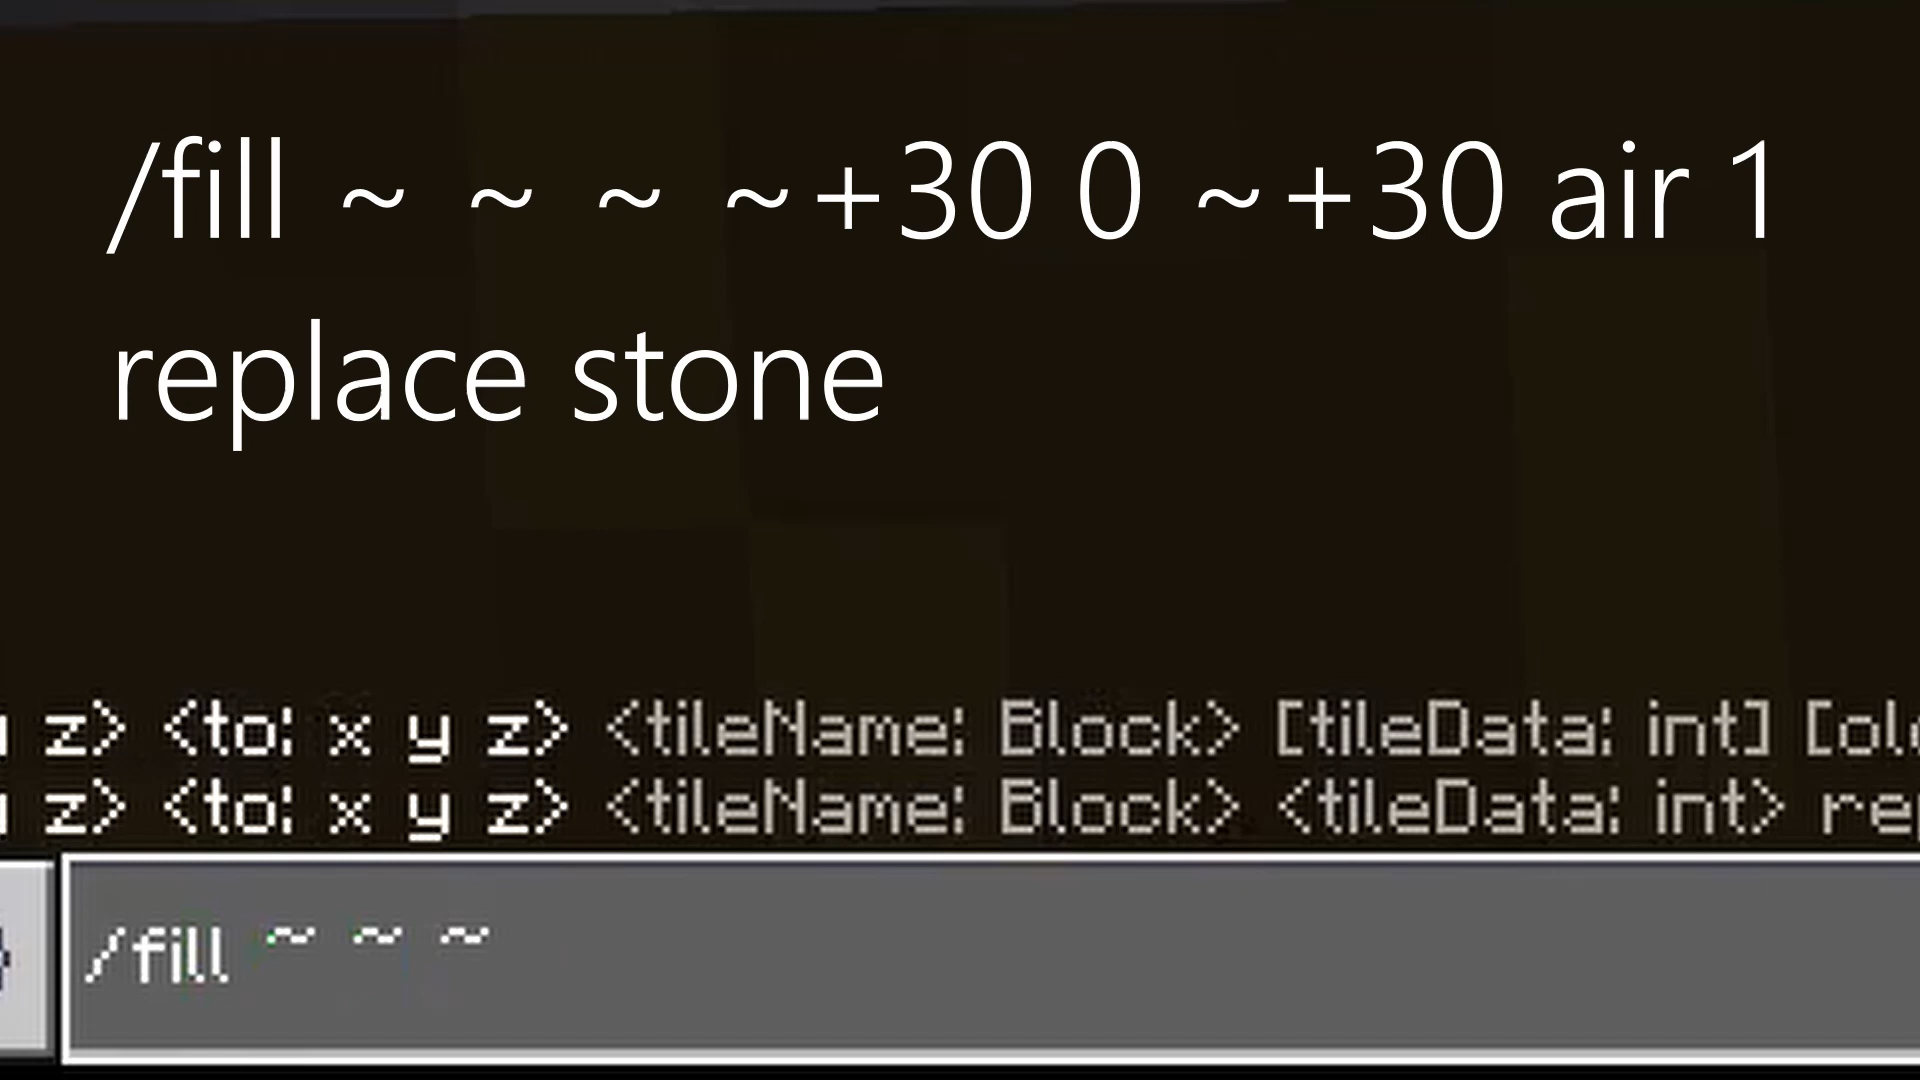 /fill ~ ~ ~ ~+30 0 ~+30 air 1
replace stone
z> <to: x y z> <tileName: Block> [tileData: int] [ol
z> <to: x y z> <tileName: Block> <tileData: int> re
/fill ~ ~ ~